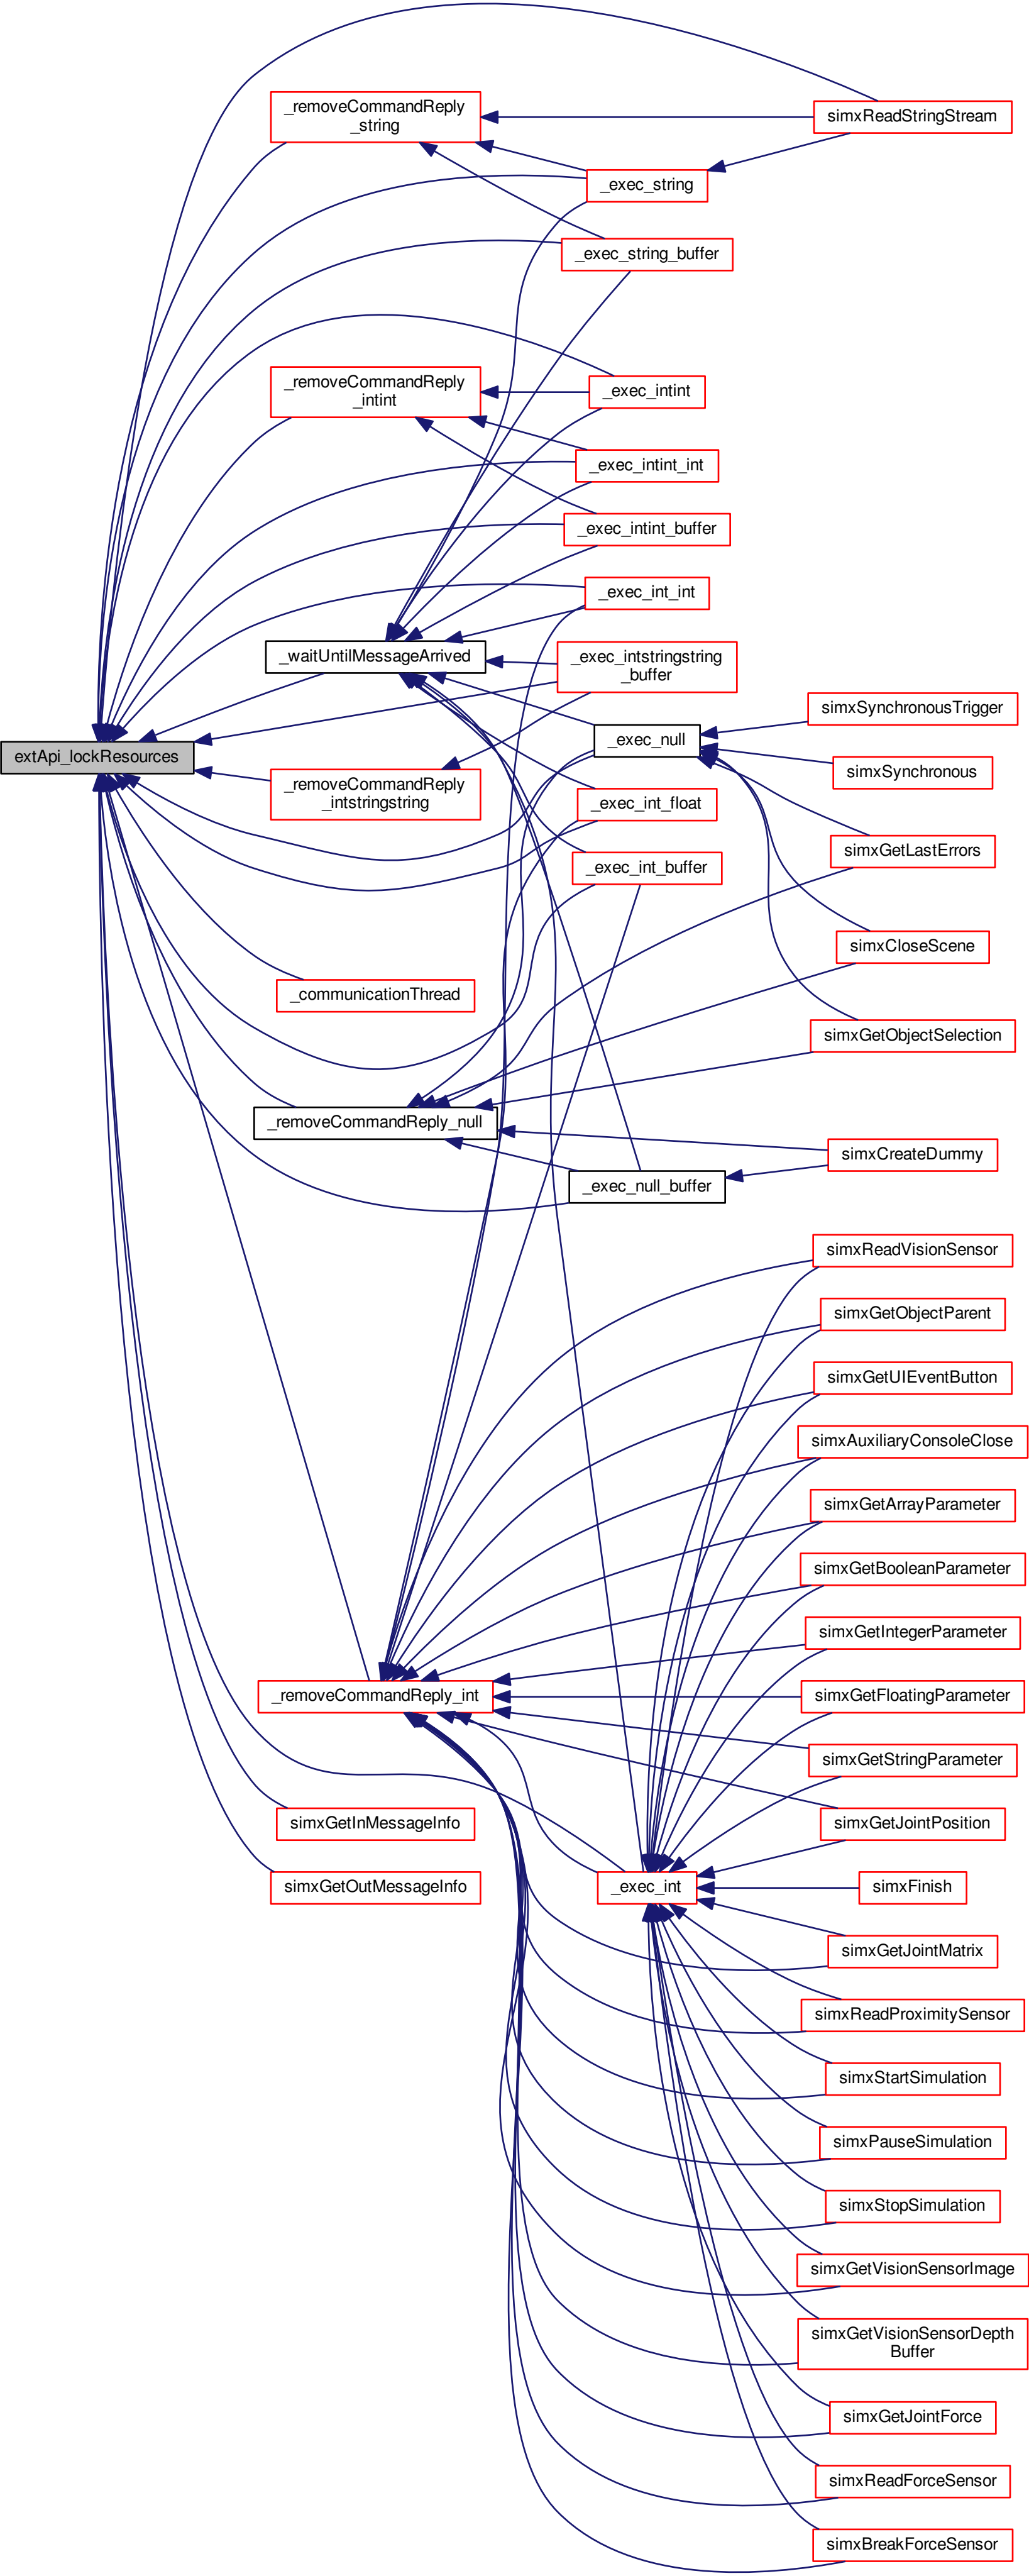 _removeCommandReply
_string
simxReadStringStream
_exec_string
_exec_string_buffer
_removeCommandReply
_intint
_exec_intint
_exec_intint_int
_exec_intint_buffer
_exec_int_int
_waitUntilMessageArrived
_exec_intstringstring
_buffer
simxSynchronousTrigger
_exec_null
extApi_lockResources
simxSynchronous
_removeCommandReply
_intstringstring
_exec_int_float
simxGetLastErrors
_exec_int_buffer
simxCloseScene
_communicationThread
simxGetObjectSelection
_removeCommandReply_null
simxCreateDummy
_exec_null_buffer
simxReadVisionSensor
simxGetObjectParent
simxGetUIEventButton
simxAuxiliaryConsoleClose
simxGetArrayParameter
simxGetBooleanParameter
simxGetIntegerParameter
_removeCommandReply_int
simxGetFloatingParameter
simxGetStringParameter
simxGetInMessageInfo
simxGetJointPosition
simxGetOutMessageInfo
_exec_int
simxFinish
simxGetJointMatrix
simxReadProximitySensor
simxStartSimulation
simxPauseSimulation
simxStopSimulation
simxGetVisionSensorImage
simxGetVisionSensorDepth
Buffer
simxGetJointForce
simxReadForceSensor
simxBreakForceSensor